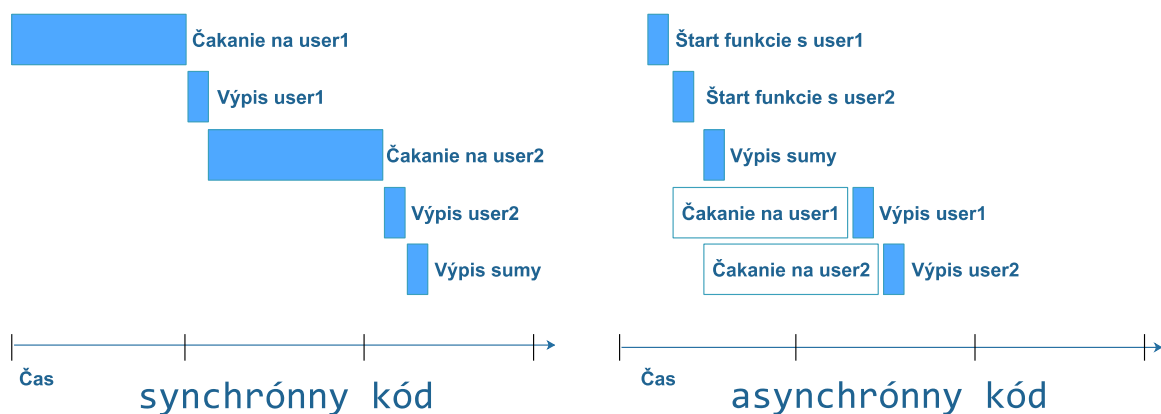 Čakanie na user1
Výpis user1
Čakanie na user2
Výpis user2
Výpis sumy
Čas
synchrónny kód
Štart funkcie s user1
Štart funkcie s user2
Výpis sumy
Čakanie na user1
Výpis user1
Čakanie na user2
Výpis user2
Čas
asynchrónny kód